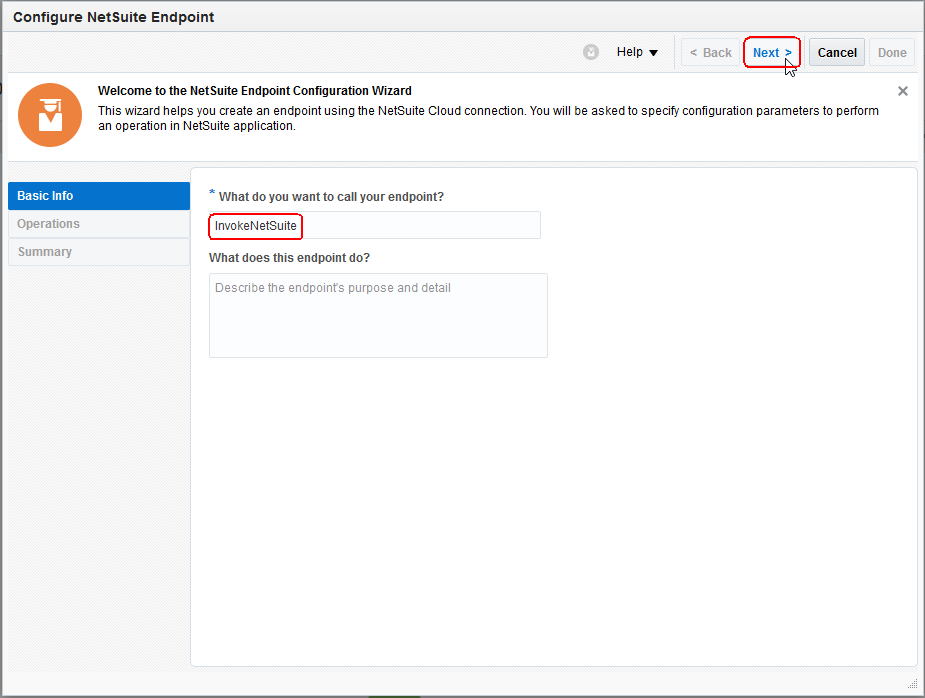 Configure NetSuite Endpoint
Help
< Back
Next >
Cancel
Done
Welcome to the NetSuite Endpoint Configuration Wizard
This wizard helps you create an endpoint using the NetSuite Cloud connection. You will be asked to specify configuration parameters to perform
an operation in NetSuite application.
Basic Info
Operations
Summary
* What do you want to call your endpoint?
InvokeNetSuite
What does this endpoint do?
Describe the endpoint's purpose and detail